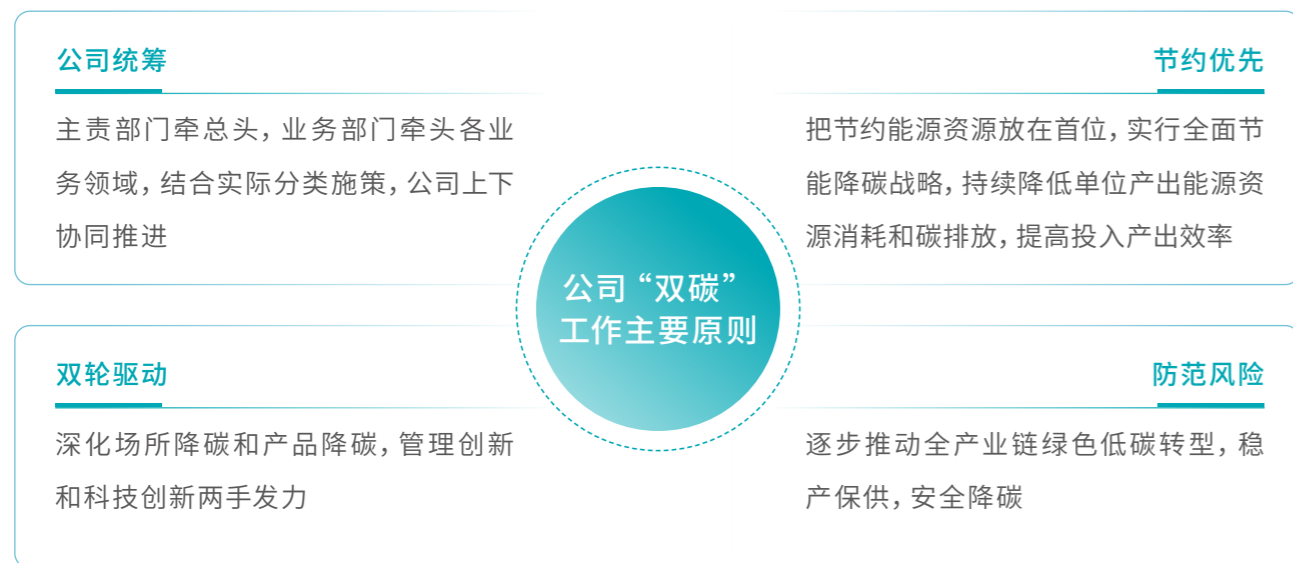 公司统筹
主责部门牵总头，业务部门牵头各业
务领域，结合实际分类施策，公司上下
协同推进
节约优先
把节约能源资源放在首位，实行全面节
能降碳战略，持续降低单位产出能源资
源消耗和碳排放，提高投入产出效率
公司“双碳”
工作主要原则
双轮驱动
深化场所降碳和产品降碳，管理创新
和科技创新两手发力
防范风险
逐步推动全产业链绿色低碳转型，稳
产保供，安全降碳